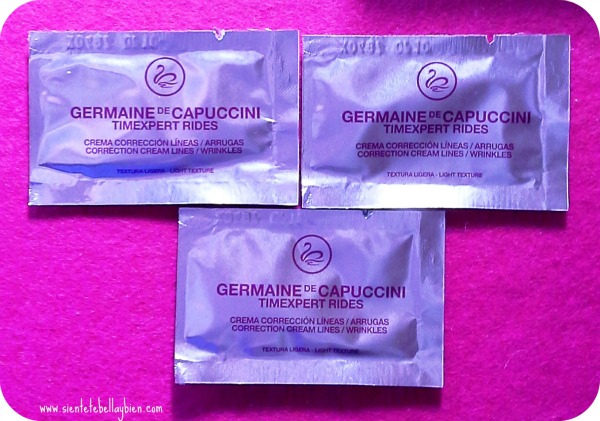 GERMAINE DE CAPUCCINI
TIMEXPERT RIDES
CREMA CORRECCIÓN LÍNEAS / ARRUGAS
CORRECTION CREAM LINES / WRINKLES
TEXTURA LIGERA - LIGHT TEXTURE
GERMAINE DE CAPUCCINI
TIMEXPERT RIDES
CREMA CORRECCIÓN LÍNEAS / ARRUGAS
CORRECTION CREAM LINES / WRINKLES
TEXTURA LIGERA - LIGHT TEXTURE
GERMAINE DE CAPUCCINI
TIMEXPERT RIDES
CREMA CORRECCIÓN LÍNEAS / ARRUGAS
CORRECTION CREAM LINES / WRINKLES
TEXTURA LIGERA - LIGHT TEXTURE
www.sientetebellaybien.com